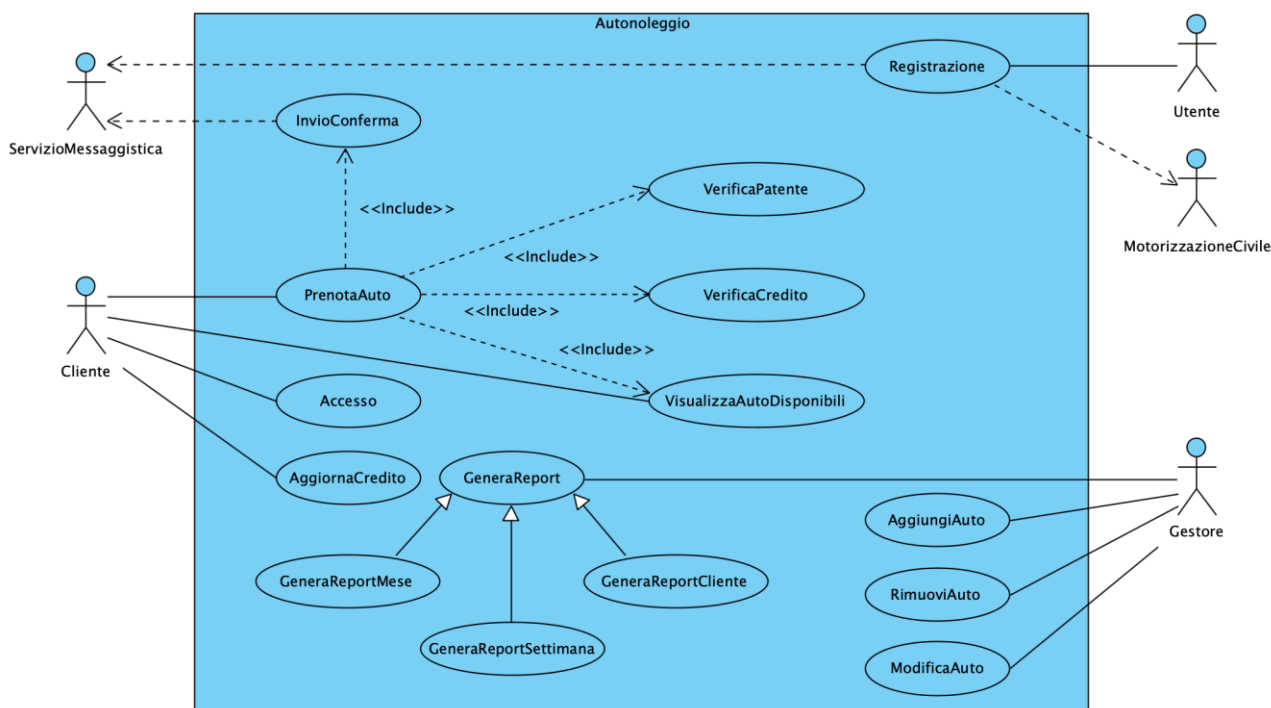 Autonoleggio
Registrazione
Utente
InvioConferma
ServizioMessaggistica
VerificaPatente
<<Include>>
MotorizzazioneCivile
<<Include>>
PrenotaAuto
VerificaCredito
<<Include>>
<<Include>>
Cliente
Accesso
VisualizzaAutoDisponibili
AggiornaCredito
GeneraReport
AggiungiAuto
Gestore
GeneraReportMese
GeneraReportCliente
RimuoviAuto
GeneraReportSettimana
ModificaAuto